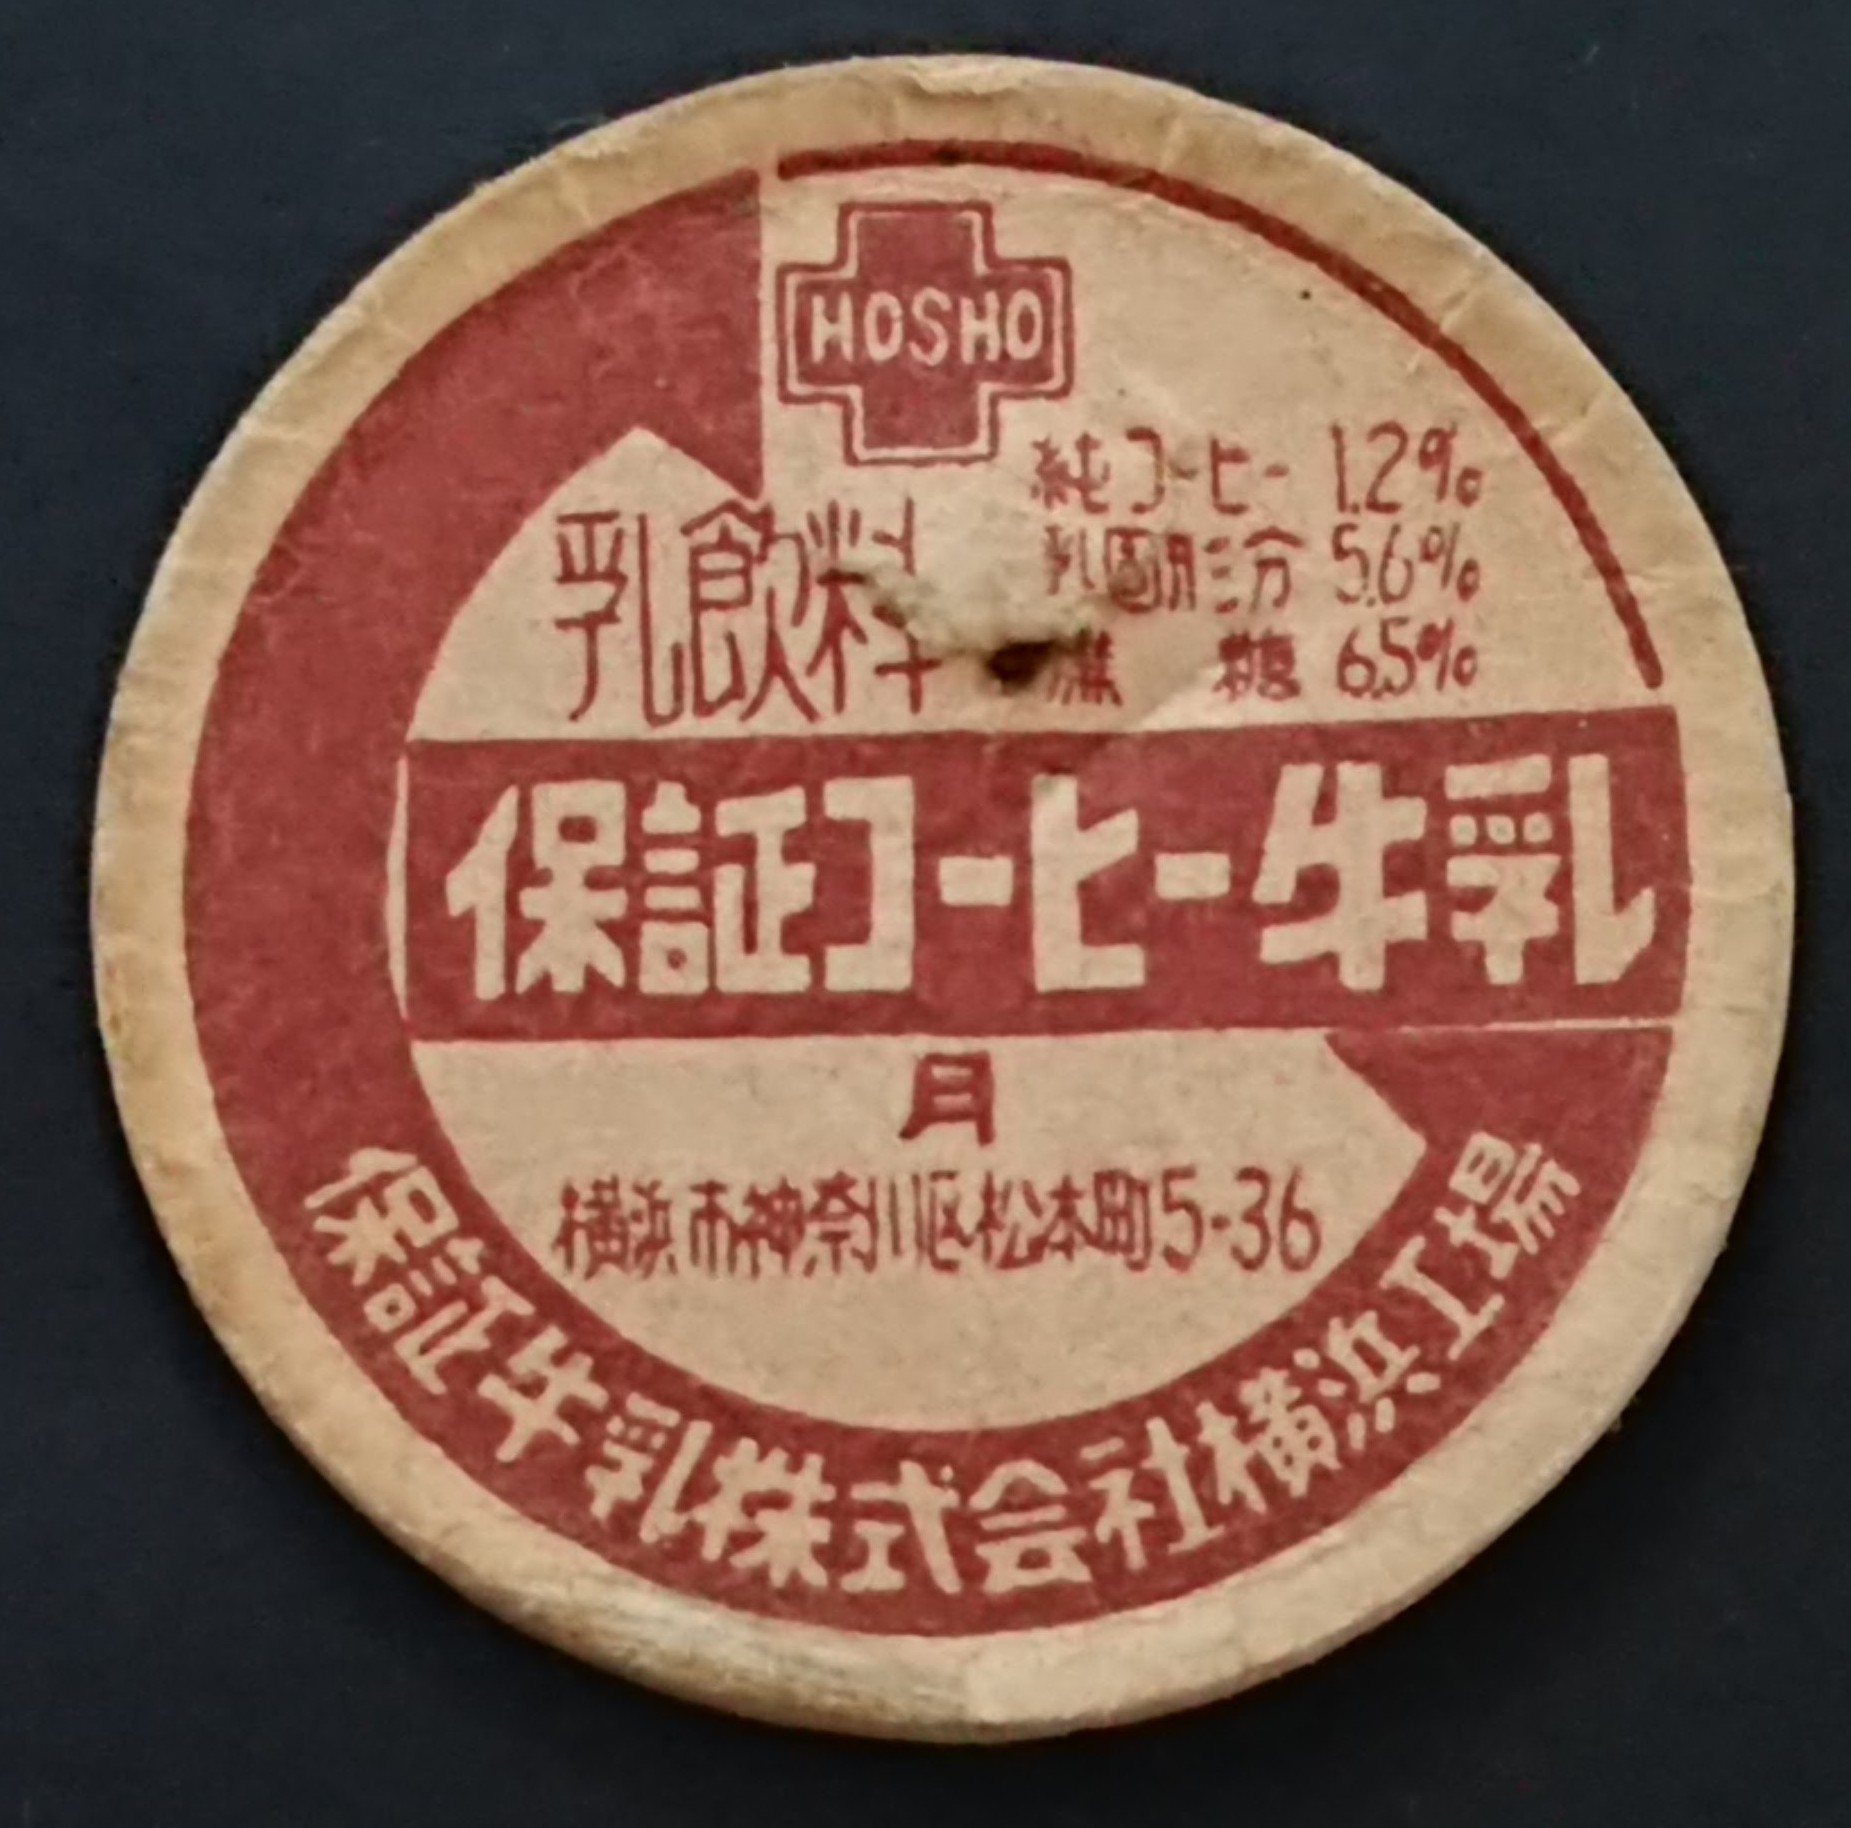 HOSHO
純コーヒー 1.2%
乳固形分 5.6%
蔗糖 6.5%
乳飲料
保証コーヒー牛乳
日
横浜市神奈川区松本町5-36
保証牛乳株式会社横浜工場